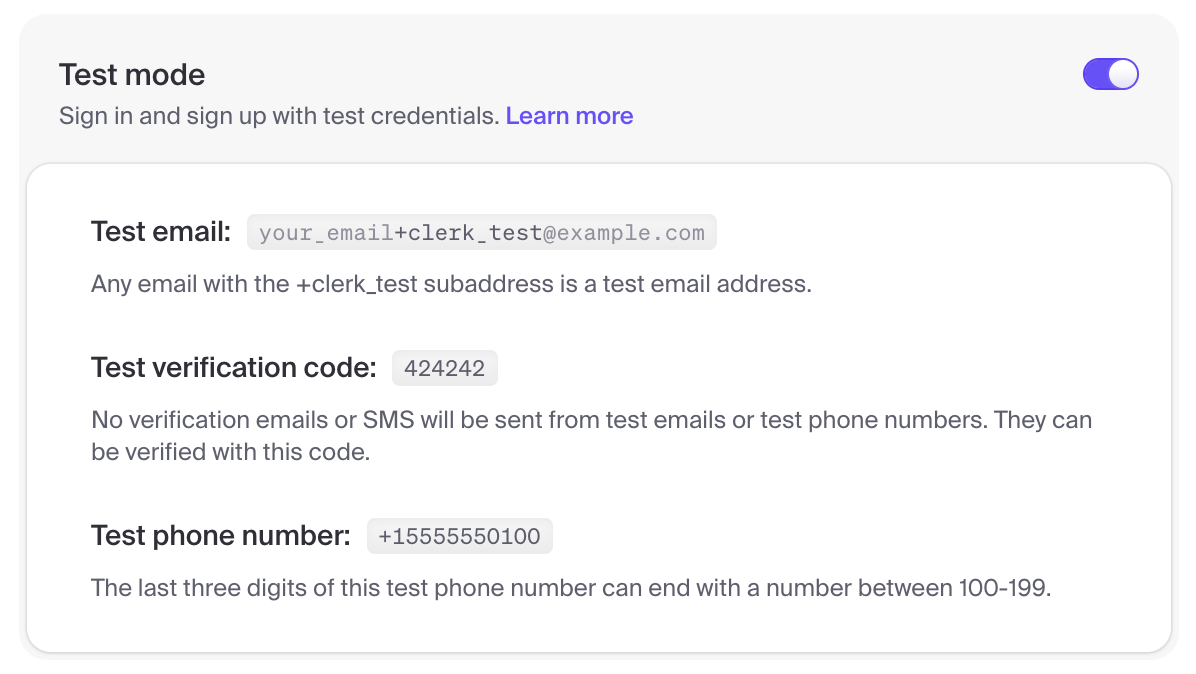 Test mode
Sign in and sign up with test credentials. Learn more
Test email: your_email+clerk_test@example.com
Any email with the +clerk_test subaddress is a test email address.
Test verification code: 424242
No verification emails or SMS will be sent from test emails or test phone numbers. They can
be verified with this code.
Test phone number: +15555550100
The last three digits of this test phone number can end with a number between 100-199.